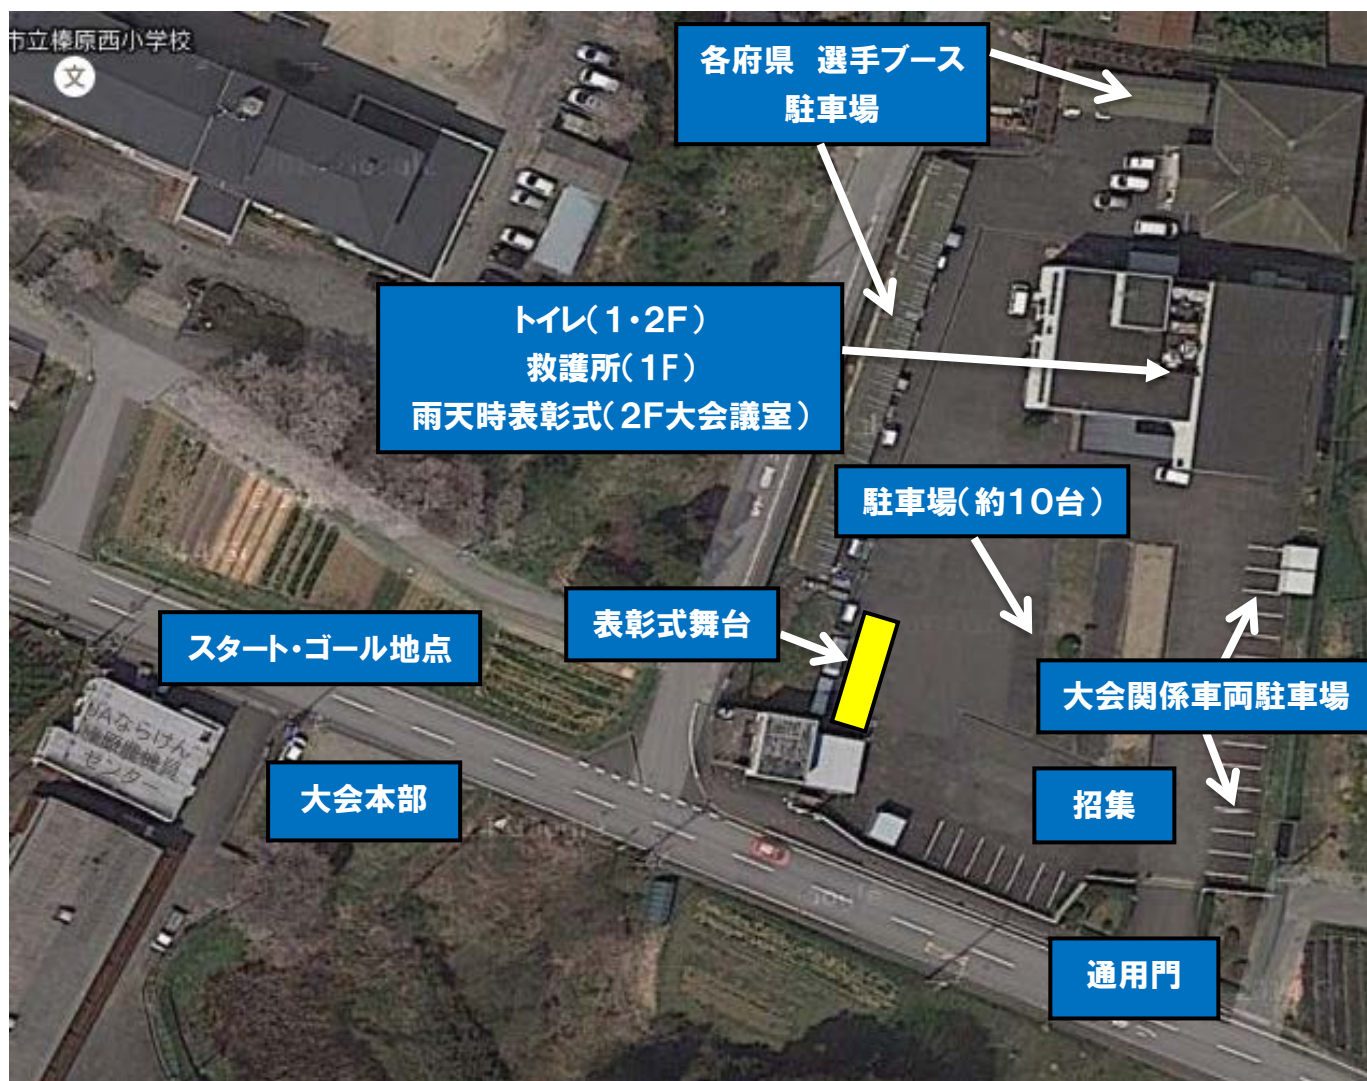 市立榛原西小学校
文
各府県 選手ブース
駐車場
トイレ(1・2F)
救護所(1F)
雨天時表彰式(2F大会議室)
駐車場(約10台)
表彰式舞台
スタート・ゴール地点
大会関係車両駐車場
JAならけん
センター
大会本部
招集
通用門